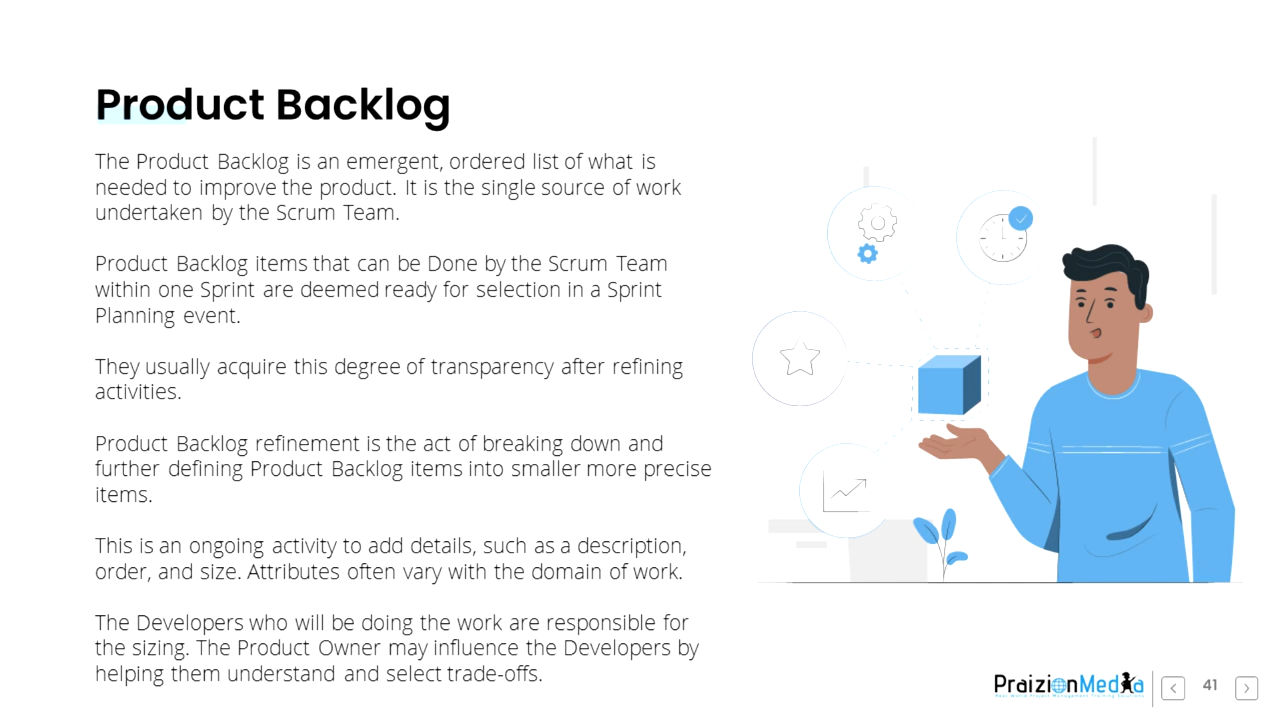 Product Backlog
The Product Backlog is an emergent, ordered list of what is
needed to improve the product. It is the single source of work
undertaken by the Scrum Team.
Product Backlog items that can be Done by the Scrum Team
within one Sprint are deemed ready for selection in a Sprint
Planning event.
They usually acquire this degree of transparency after refining
activities.
Product Backlog refinement is the act of breaking down and
further defining Product Backlog items into smaller more precise
items.
This is an ongoing activity to add details, such as a description,
order, and size. Attributes often vary with the domain of work.
The Developers who will be doing the work are responsible for
the sizing. The Product Owner may influence the Developers by
helping them understand and select trade-offs.
PraizionMedia
41